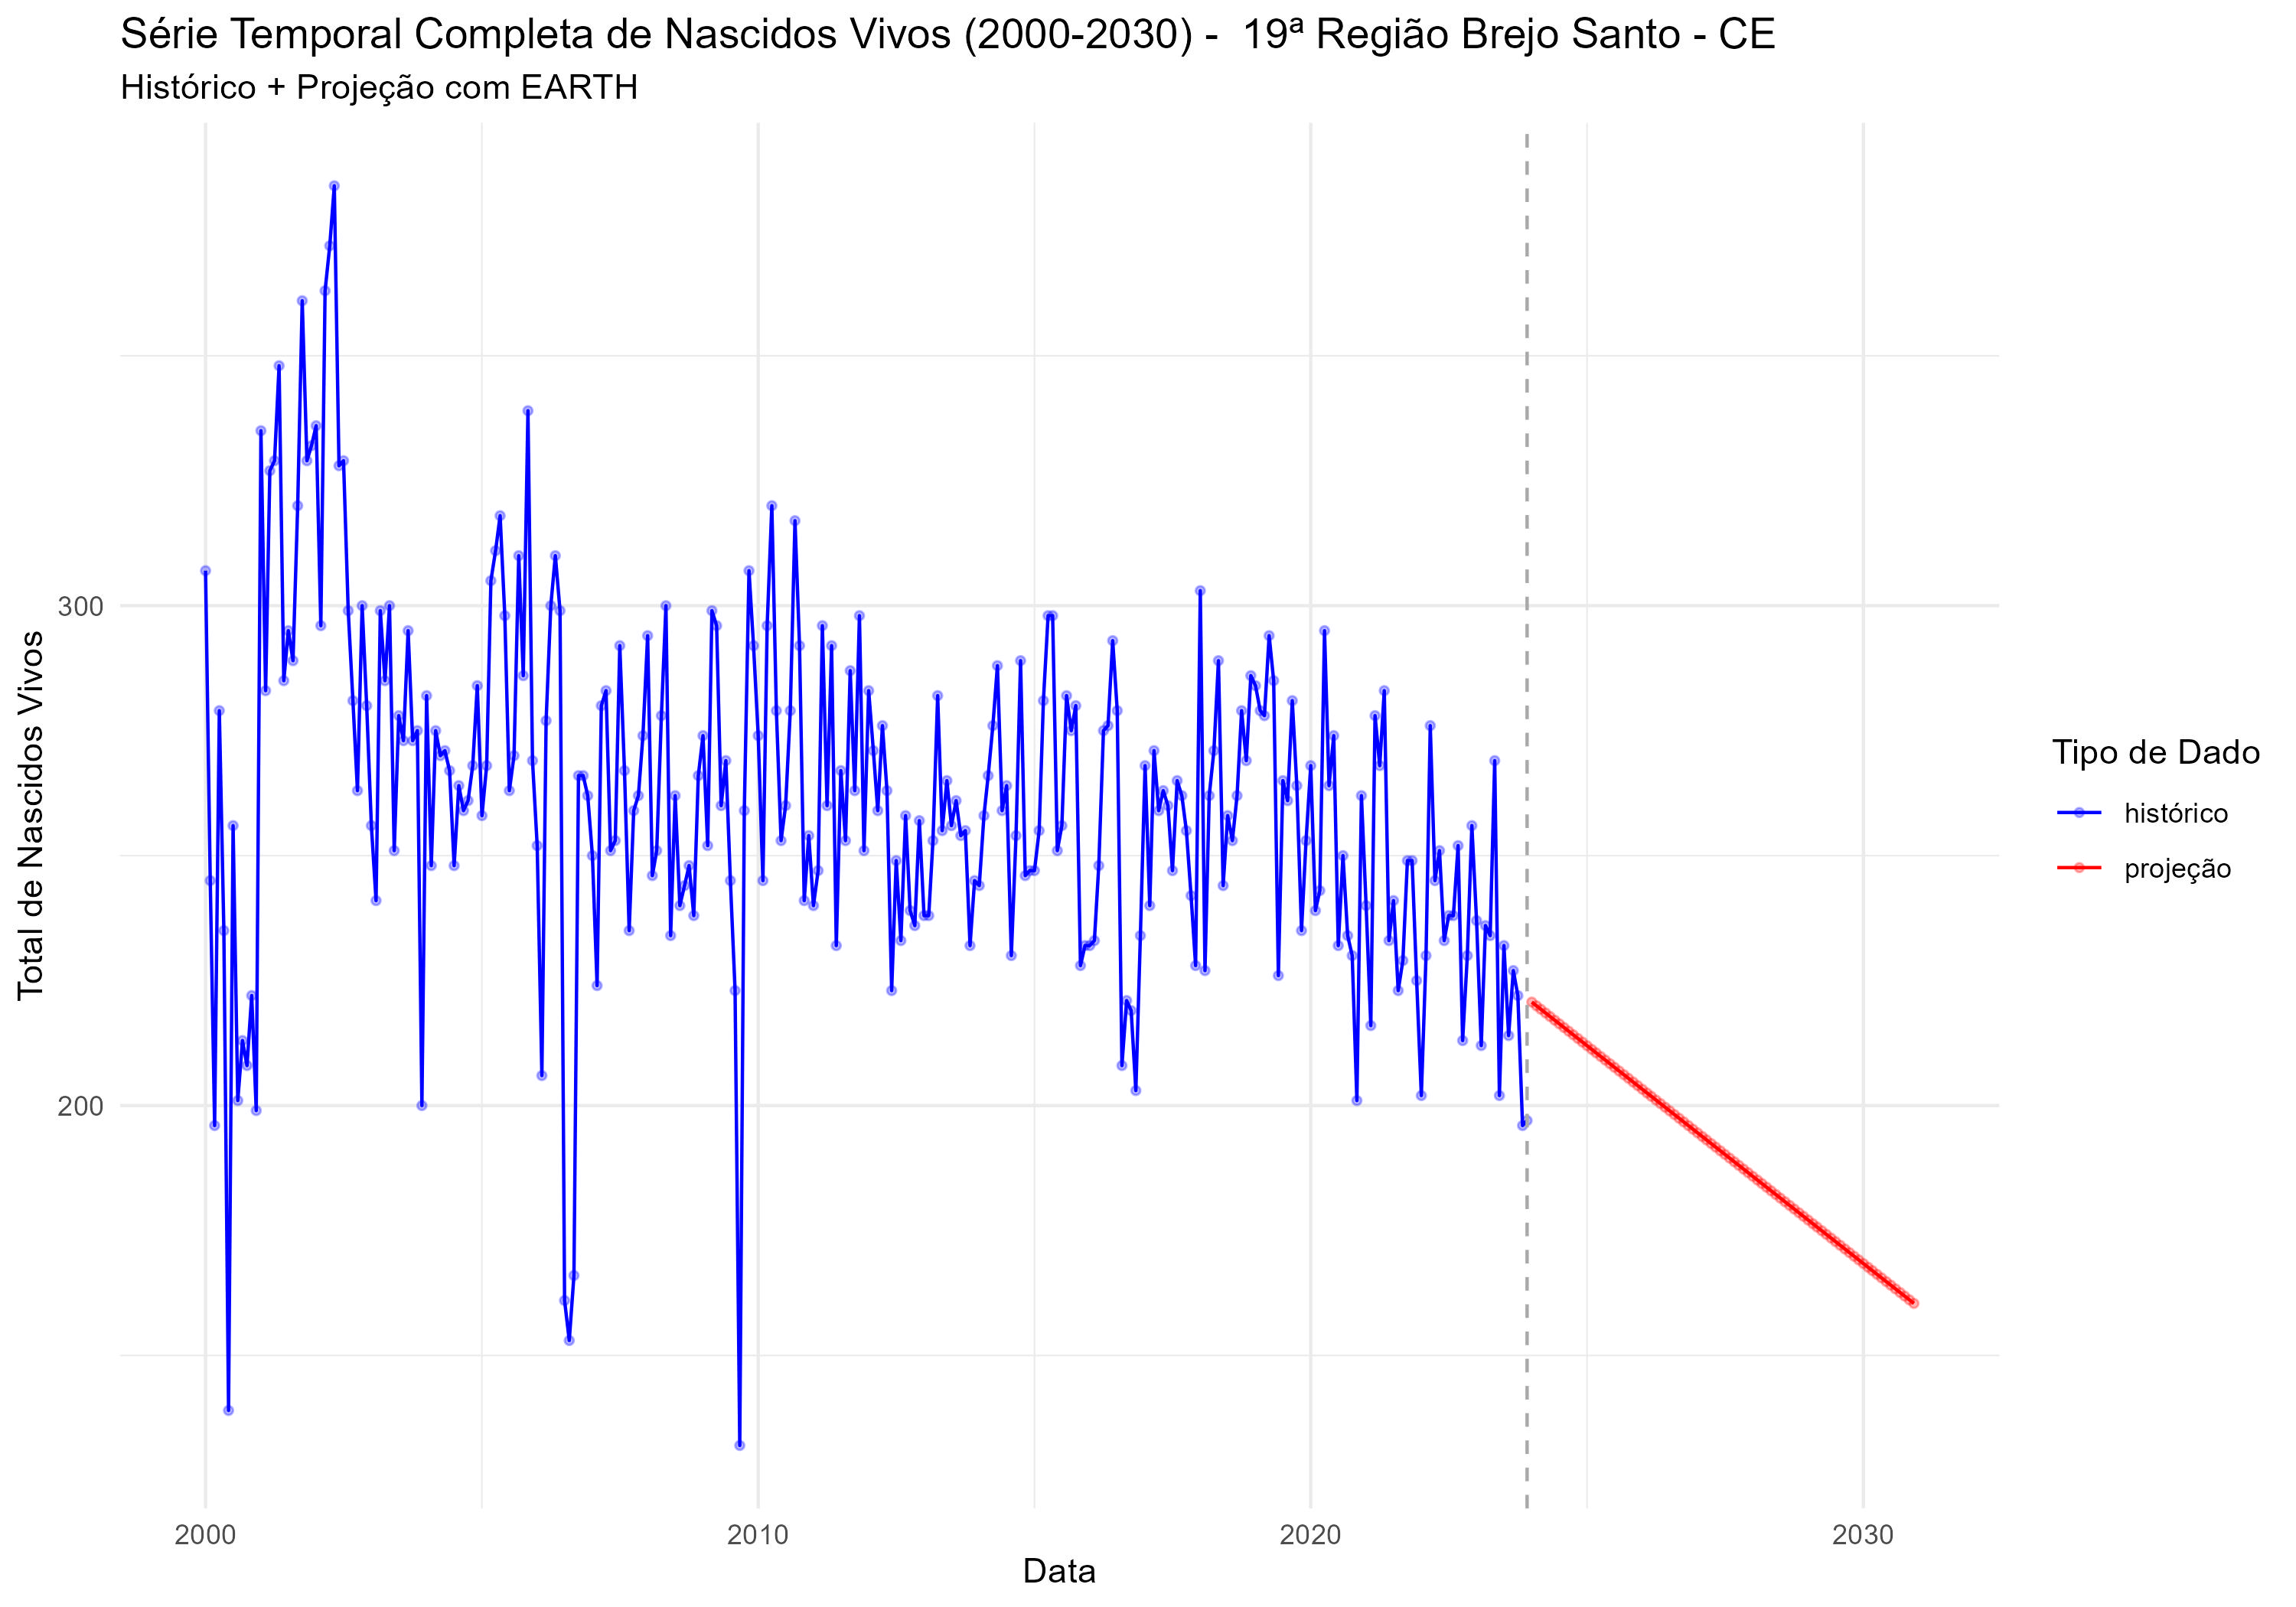 Série Temporal Completa de Nascidos Vivos (2000-2030) -  19ª Região Brejo Santo - CE
Histórico + Projeção com EARTH
Total de Nascidos Vivos
300
200
2000
2010
2020
2030
Data
Tipo de Dado
histórico
projeção